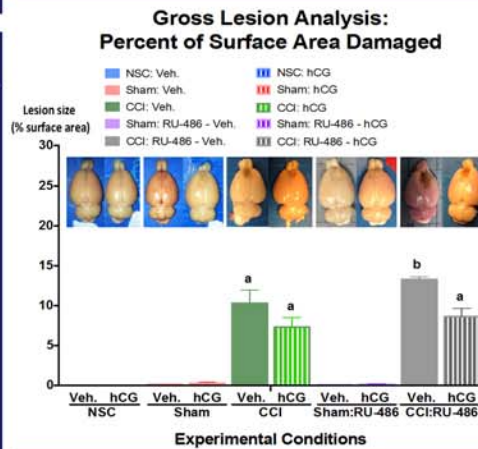 Gross Lesion Analysis:
Percent of Surface Area Damaged
NSC: Veh. NSC: hCG
Sham: Veh. Sham: hCG
CCI: Veh. CCI: hCG
Sham: RU-486 - Veh. Sham: RU-486 - hCG
CCI: RU-486 - Veh. CCI: RU-486 - hCG
Lesion size
(% surface area)
30
25
20
15
10
5
0
a a b a
Veh. hCG Veh. hCG Veh. hCG Veh. hCG Veh. hCG
NSC Sham CCI Sham:RU-486 CCI:RU-486
Experimental Conditions